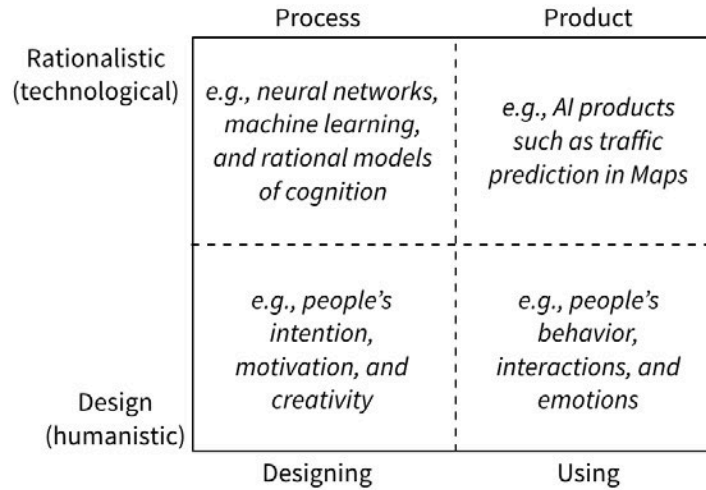 Process
Product
Rationalistic
(technological)
e.g., neural networks,
machine learning,
and rational models
of cognition
e.g., AI products
such as traffic
prediction in Maps
Design
(humanistic)
e.g., people’s
intention,
motivation, and
creativity
e.g., people’s
behavior,
interactions, and
emotions
Designing
Using